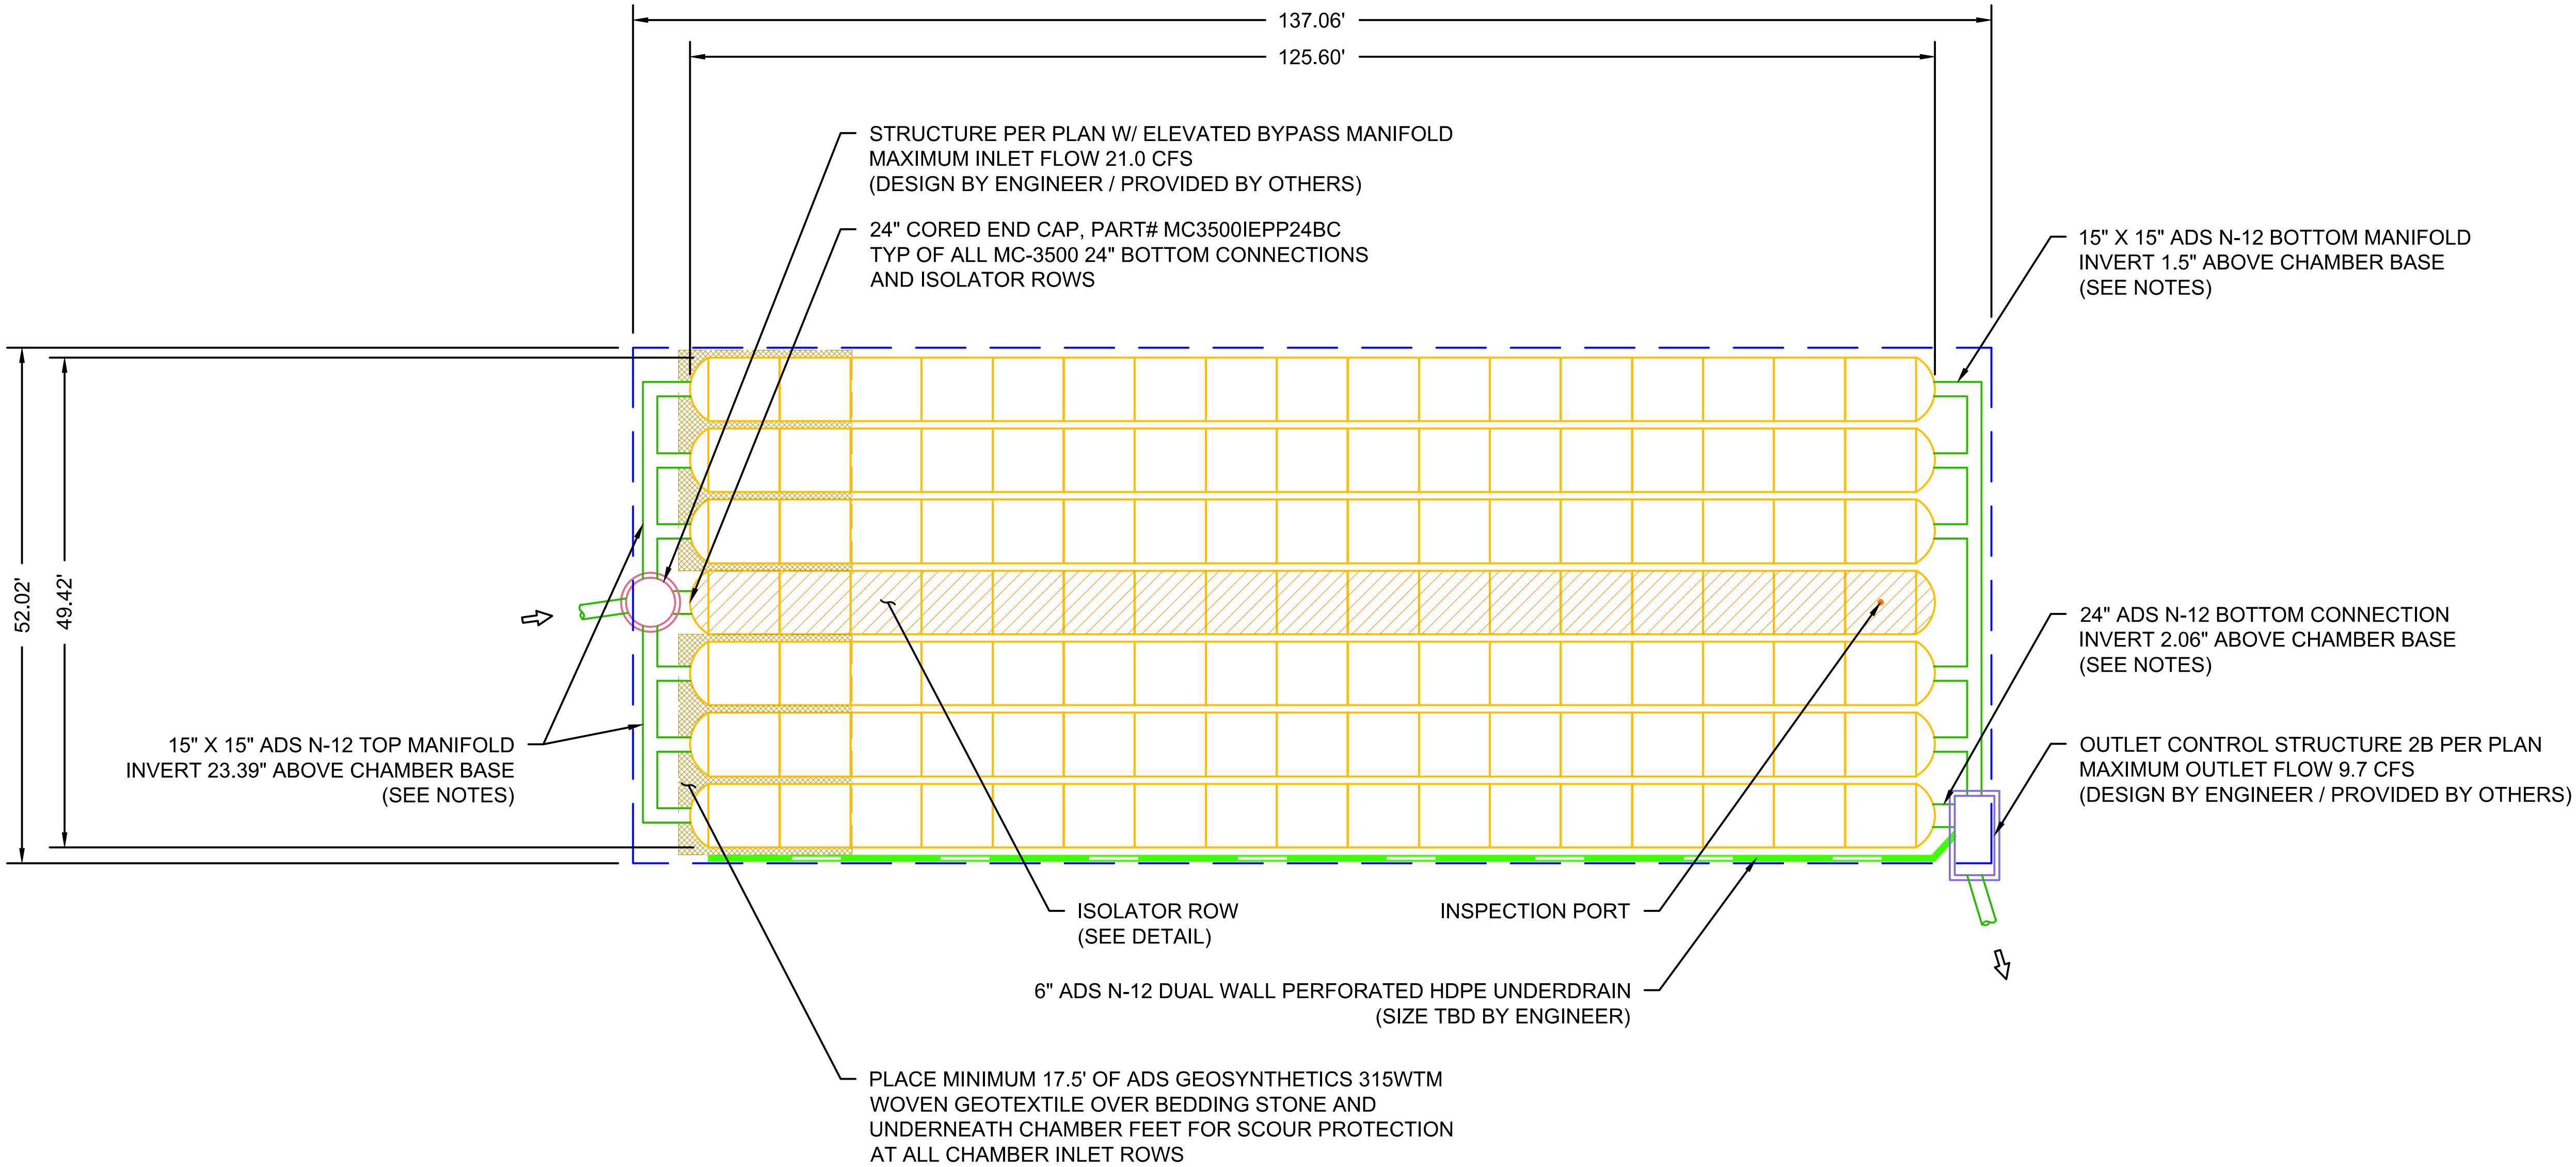 137.06'
125.60'
STRUCTURE PER PLAN W/ ELEVATED BYPASS MANIFOLD
MAXIMUM INLET FLOW 21.0 CFS
(DESIGN BY ENGINEER / PROVIDED BY OTHERS)
24" CORED END CAP, PART# MC3500IEPP24BC
TYP OF ALL MC-3500 24" BOTTOM CONNECTIONS
AND ISOLATOR ROWS
15" X 15" ADS N-12 BOTTOM MANIFOLD
INVERT 1.5" ABOVE CHAMBER BASE
(SEE NOTES)
52.02'
49.42'
24" ADS N-12 BOTTOM CONNECTION
INVERT 2.06" ABOVE CHAMBER BASE
(SEE NOTES)
15" X 15" ADS N-12 TOP MANIFOLD
INVERT 23.39" ABOVE CHAMBER BASE
(SEE NOTES)
OUTLET CONTROL STRUCTURE 2B PER PLAN
MAXIMUM OUTLET FLOW 9.7 CFS
(DESIGN BY ENGINEER / PROVIDED BY OTHERS)
ISOLATOR ROW
(SEE DETAIL)
INSPECTION PORT
6" ADS N-12 DUAL WALL PERFORATED HDPE UNDERDRAIN
(SIZE TBD BY ENGINEER)
PLACE MINIMUM 17.5' OF ADS GEOSYNTHETICS 315WTM
WOVEN GEOTEXTILE OVER BEDDING STONE AND
UNDERNEATH CHAMBER FEET FOR SCOUR PROTECTION
AT ALL CHAMBER INLET ROWS